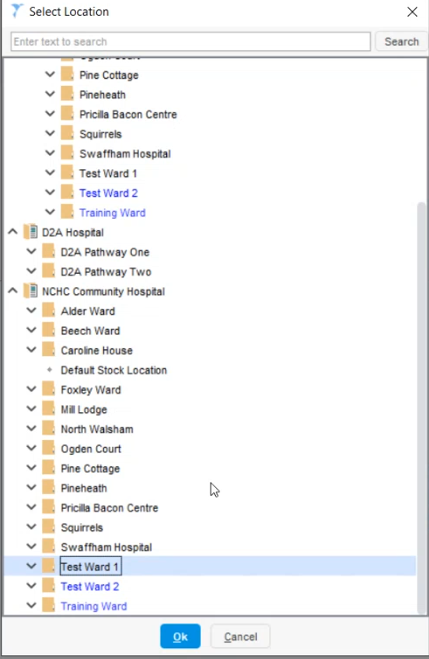 Select Location
Enter text to search
Search
Ogden Court
Pine Cottage
Pineheath
Pricilla Bacon Centre
Squirrels
Swaffham Hospital
Test Ward 1
Test Ward 2
Training Ward
D2A Hospital
D2A Pathway One
D2A Pathway Two
NCHC Community Hospital
Alder Ward
Beech Ward
Caroline House
Default Stock Location
Foxley Ward
Mill Lodge
North Walsham
Ogden Court
Pine Cottage
Pineheath
Pricilla Bacon Centre
Squirrels
Swaffham Hospital
Test Ward 1
Test Ward 2
Training Ward
Ok
Cancel